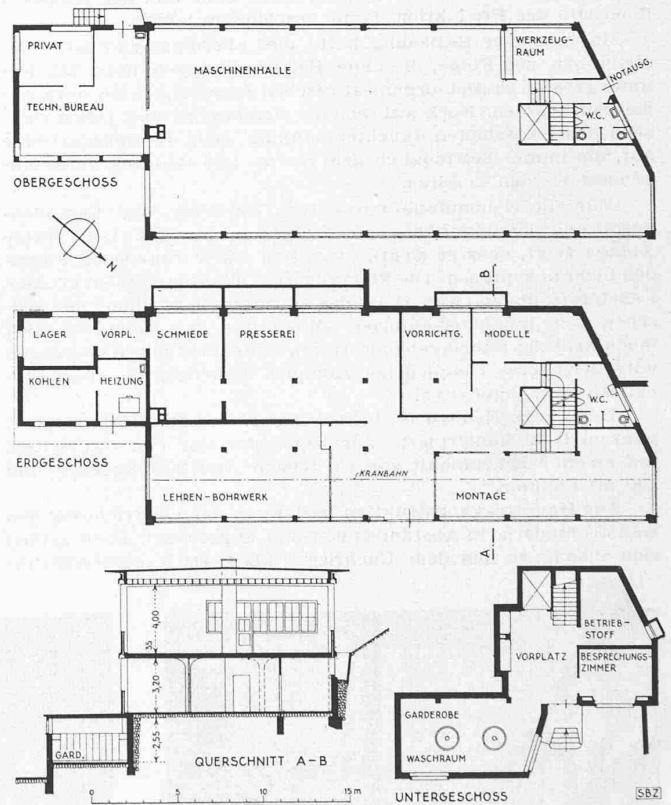 PRIVAT
TECHN. BUREAU
MASCHINENHALLE
WERKZEUG-
RAUM
NOTAUSG.
W.C.
OBERGESCHOSS
N
B
LAGER
VORPL.
SCHMIEDE
PRESSEREI
MODELLE
KOHLEN
HEIZUNG
W.C.
ERDGESCHOSS
LEHREN-BOHRWERK
KRANBAHN
MONTAGE
A
4,00
35
3,20
2,55
GARD.
QUERSCHNITT A-B
0
5
10
15 m
BETRIEB-
STOFF
VORPLATZ
BESPRECHUNGS-
ZIMMER
GARDEROBE
WASCHRAUM
UNTERGESCHOSS
SBZ